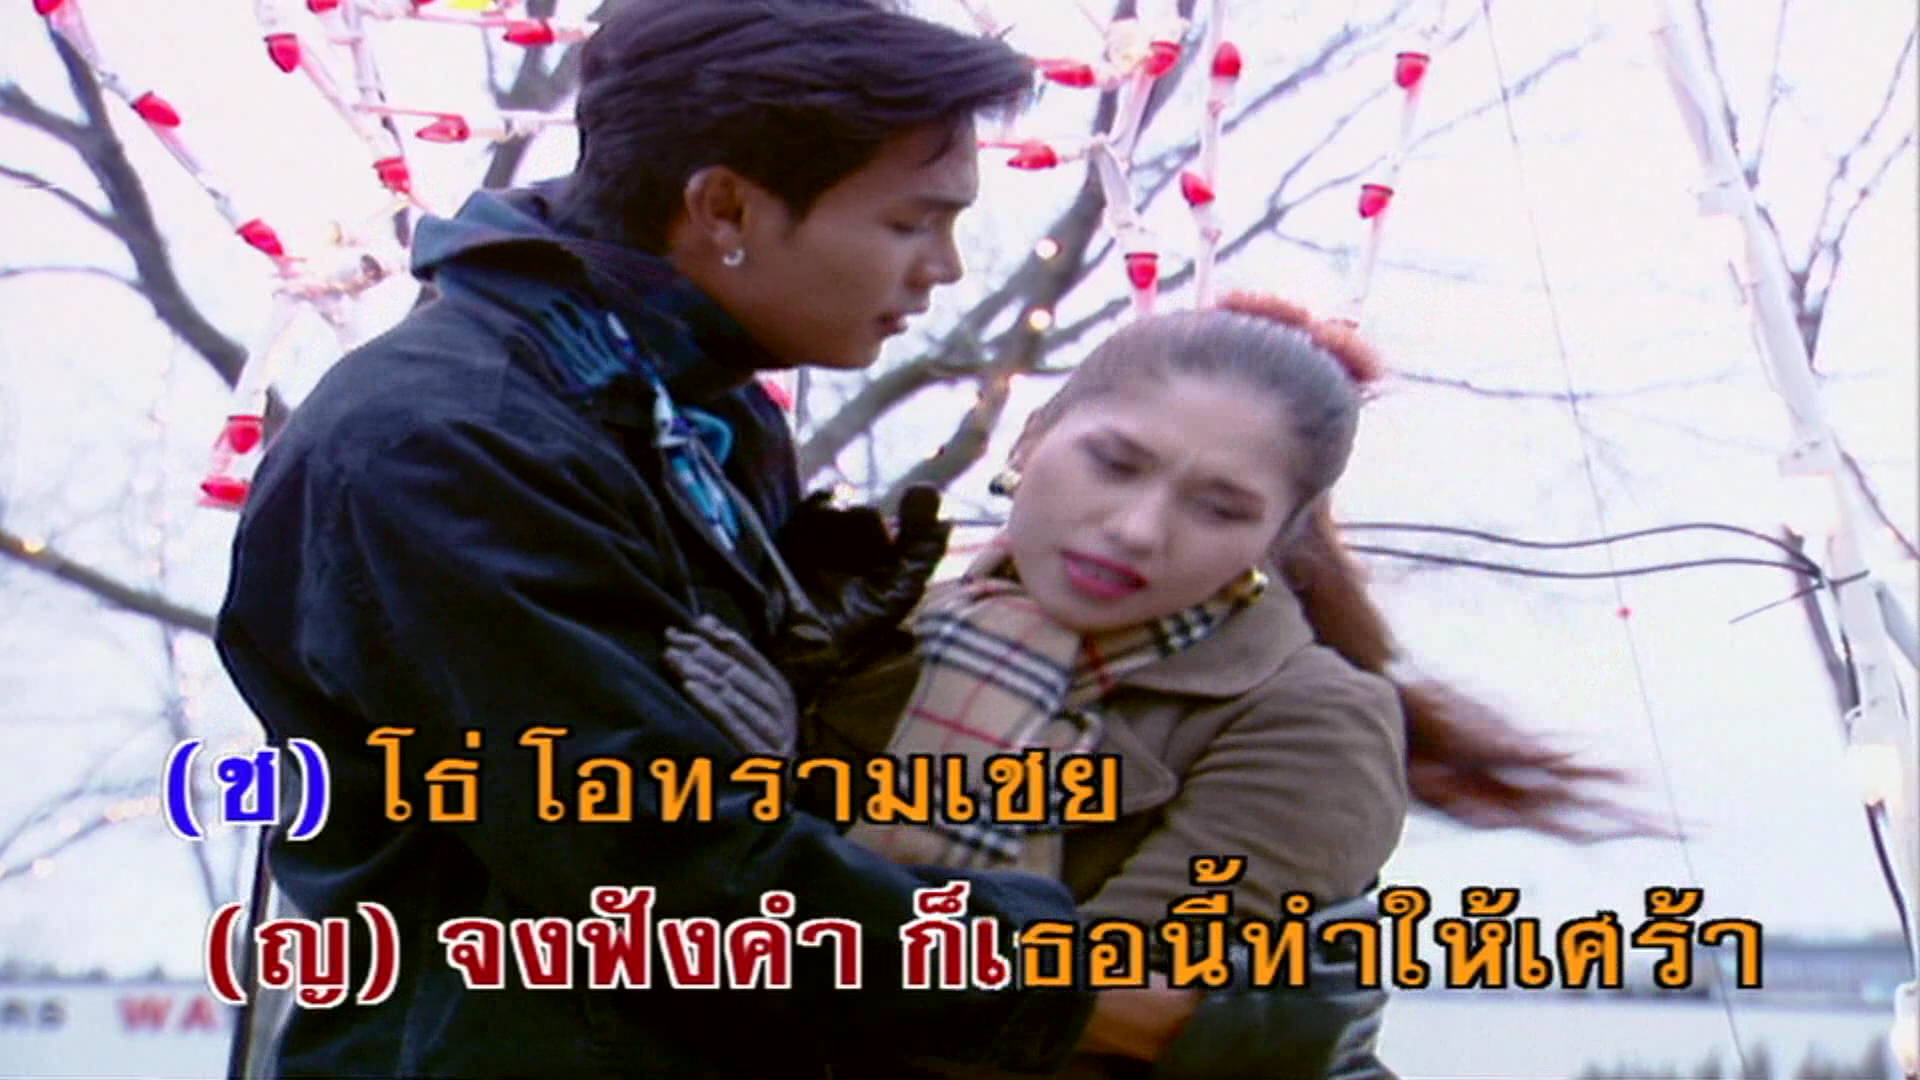 (ช) โธ่ โอทรามเชย
(ญ) จงฟังคำ ก็เธอนี้ทำให้เศร้า
WA